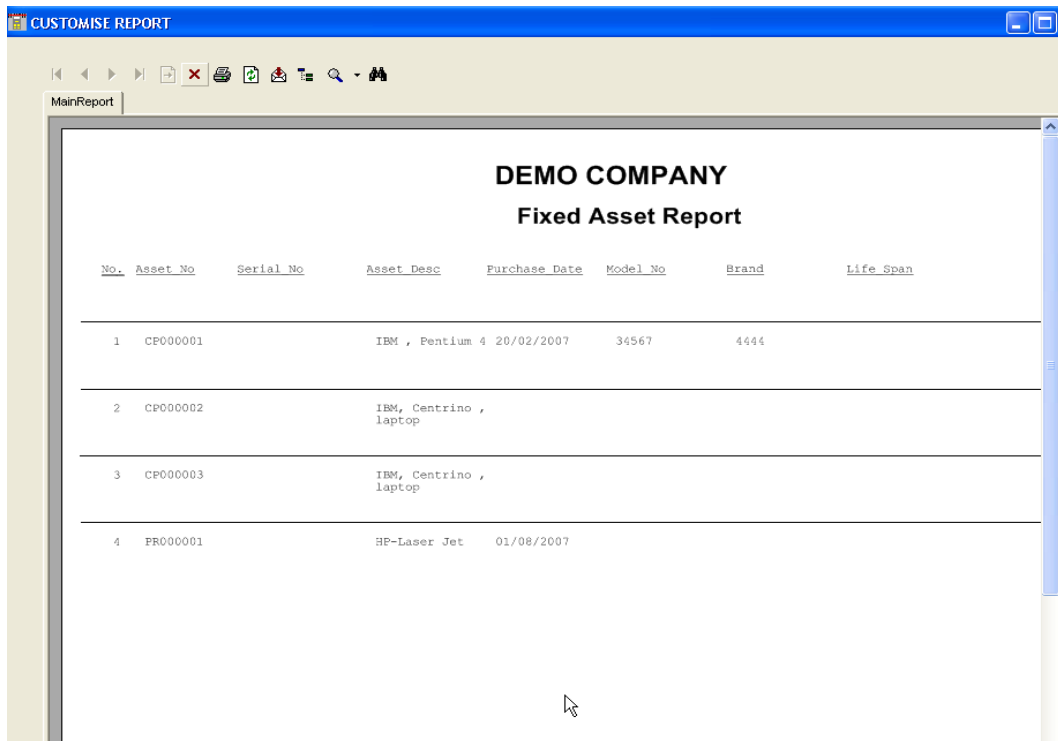 CUSTOMISE REPORT
MainReport
DEMO COMPANY
Fixed Asset Report
No. Asset No Serial No Asset Desc Purchase Date Model No Brand Life Span
1 CP000001 IBM , Pentium 4 20/02/2007 34567 4444
2 CP000002 IBM, Centrino ,
laptop
3 CP000003 IBM, Centrino ,
laptop
4 PR000001 HP-Laser Jet 01/08/2007